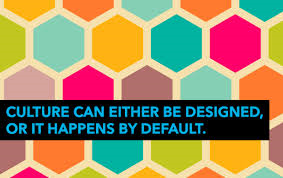 CULTURE CAN EITHER BE DESIGNED,
OR IT HAPPENS BY DEFAULT.